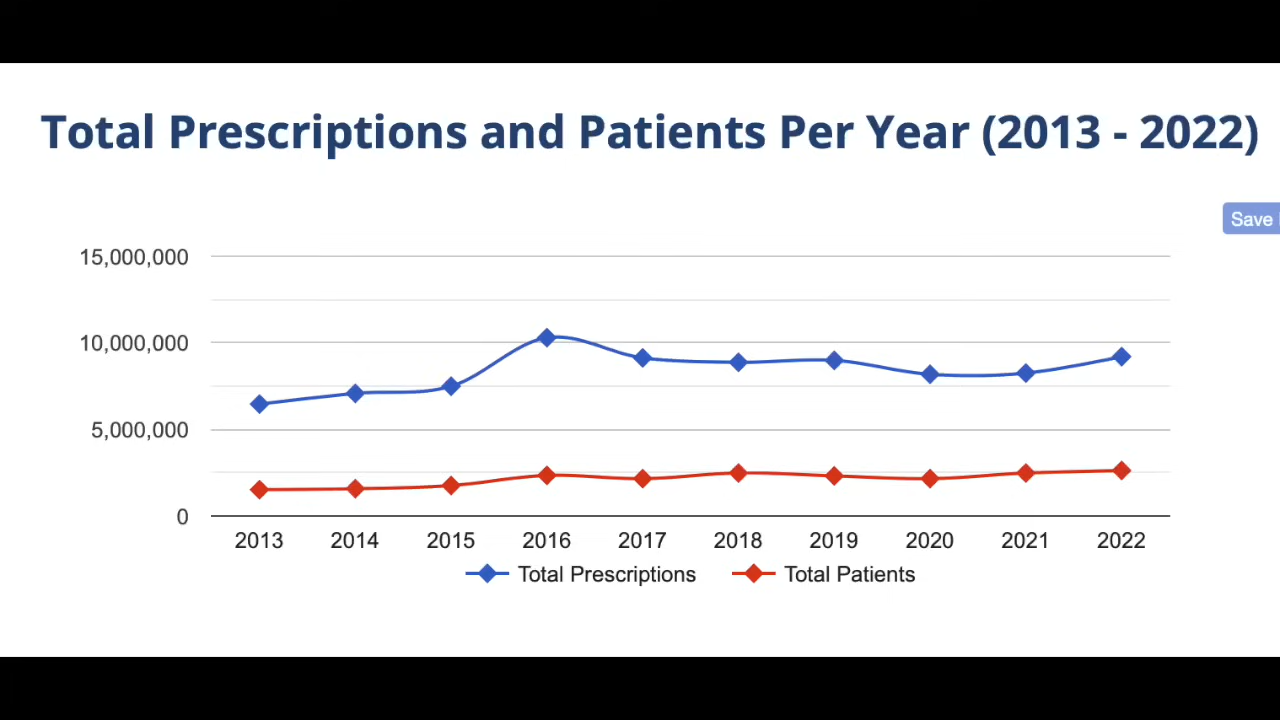 Total Prescriptions and Patients Per Year (2013 - 2022)
Save
15,000,000
10,000,000
5,000,000
0
2013 2014 2015 2016 2017 2018 2019 2020 2021 2022
Total Prescriptions Total Patients